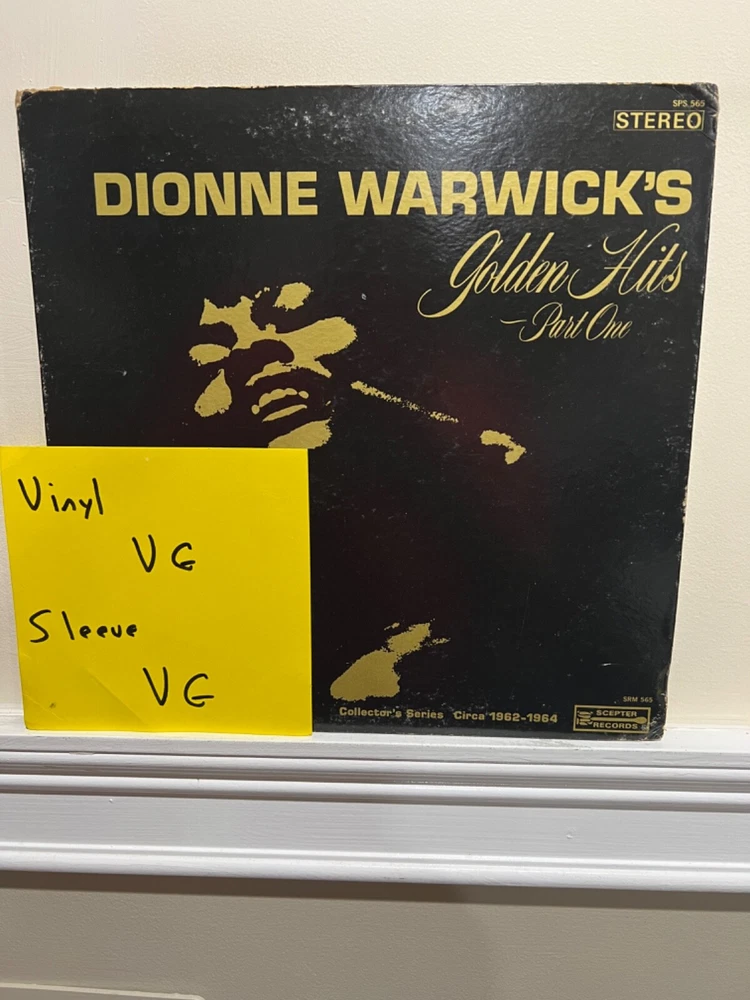 SPS 565
STEREO
DIONNE WARWICK'S
Golden Hits
—Part One
Vinyl
VG
Sleeve
VG
SRM 565
Collector's Series Circa 1962-1964
SCEPTER
RECORDS